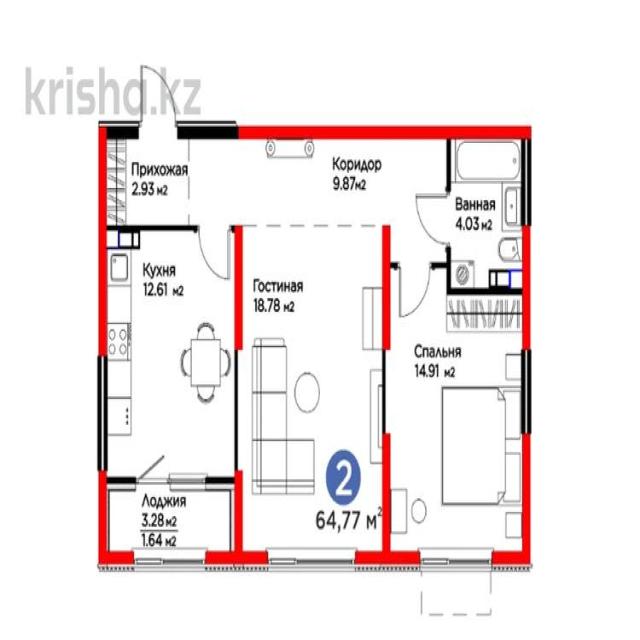 krisha.kz
Прихожая
2.93 м2
Коридор
9.87м2
Ванная
4.03 м2
Кухня
12.61 м2
Гостиная
18.78 м2
Спальня
14.91 м2
2
64,77 м2
Лоджия
3.28 м2
1.64 м2